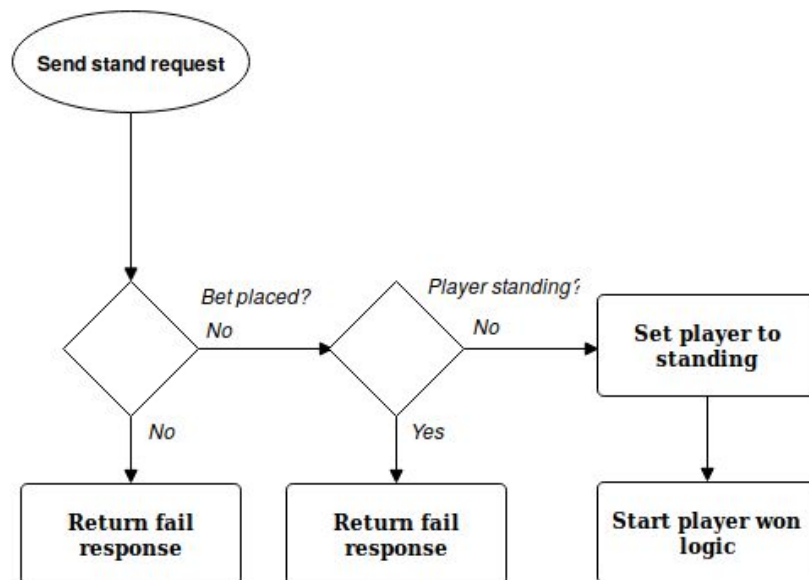 Send stand request
Bet placed?
Player standing?
No
No
Set player to
standing
No
Yes
Return fail
response
Return fail
response
Start player won
logic